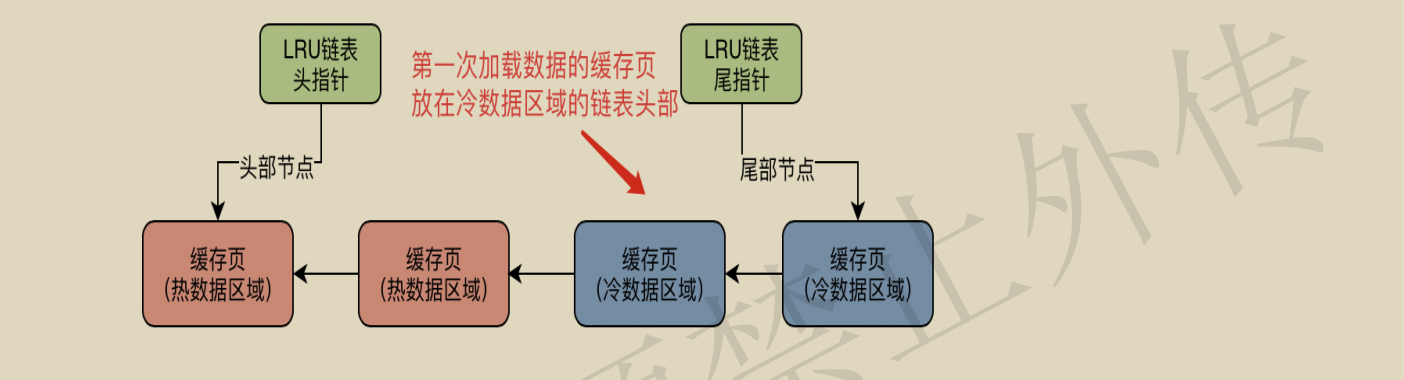 LRU链表
头指针
第一次加载数据的缓存页
放在冷数据区域的链表头部
LRU链表
尾指针
头部节点
尾部节点
缓存页
(热数据区域)
缓存页
(热数据区域)
缓存页
(冷数据区域)
缓存页
(冷数据区域)
禁止外传